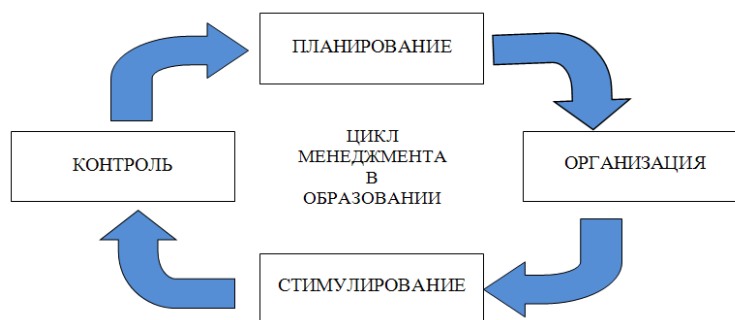 ПЛАНИРОВАНИЕ
КОНТРОЛЬ
ЦИКЛ
МЕНЕДЖМЕНТА
В
ОБРАЗОВАНИИ
ОРГАНИЗАЦИЯ
СТИМУЛИРОВАНИЕ